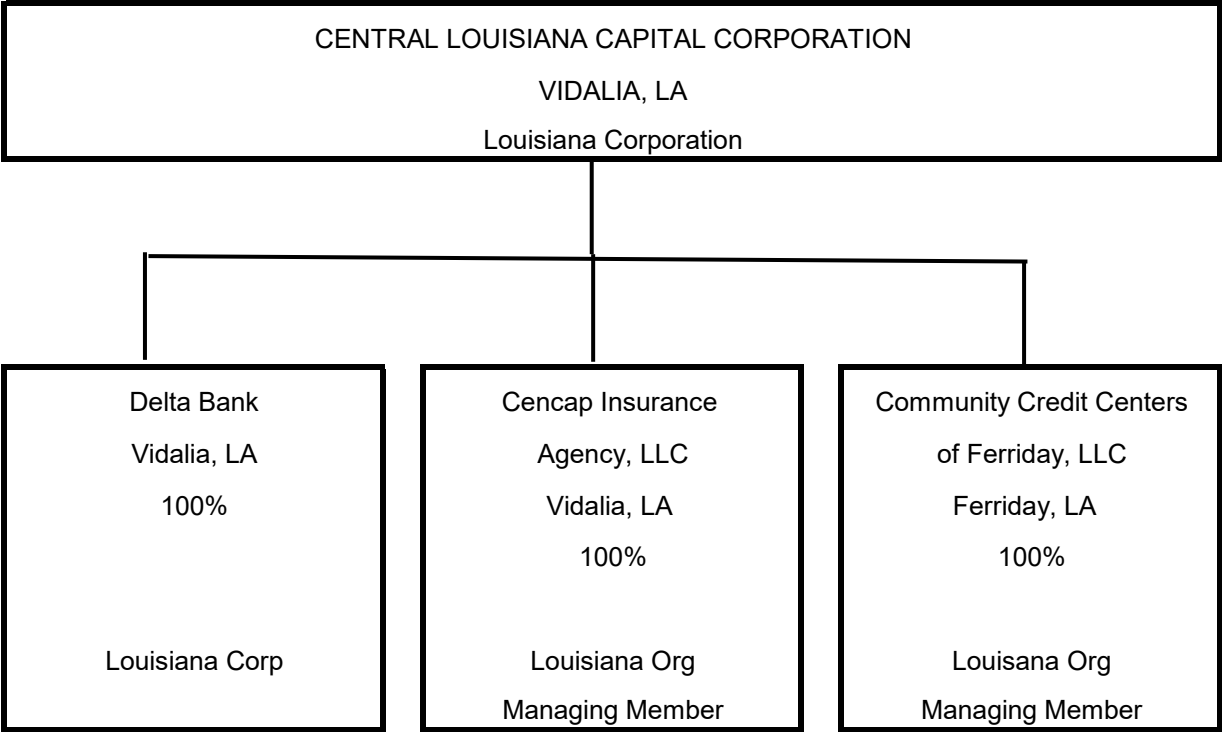 CENTRAL LOUISIANA CAPITAL CORPORATION
VIDALIA, LA
Louisiana Corporation
Delta Bank
Vidalia, LA
100%
Louisiana Corp
Cencap Insurance
Agency, LLC
Vidalia, LA
100%
Louisiana Org
Managing Member
Community Credit Centers
of Ferriday, LLC
Ferriday, LA
100%
Louisana Org
Managing Member